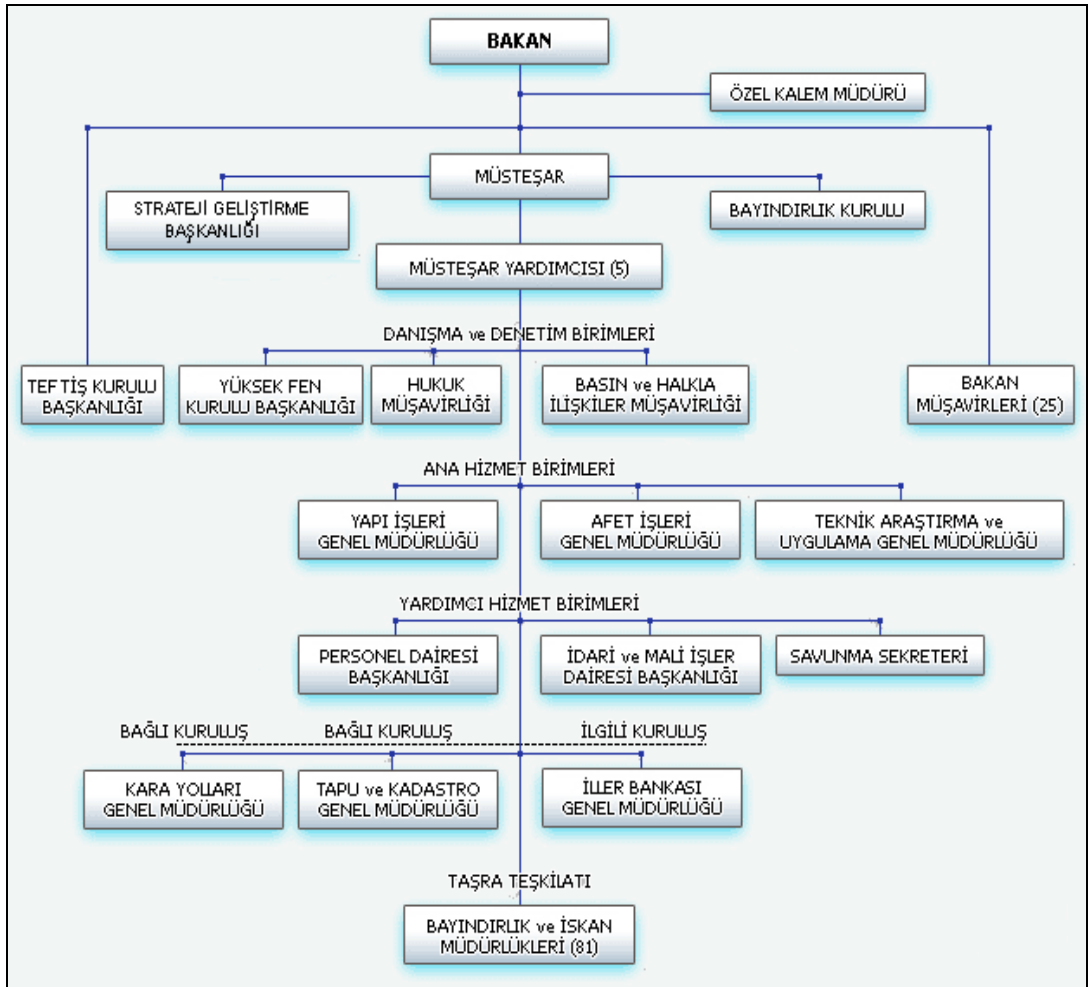 BAKAN
ÖZEL KALEM MÜDÜRÜ
MÜSTEŞAR
STRATEJİ GELİŞTİRME
BAŞKANLIĞI
BAYINDIRLIK KURULU
MÜSTEŞAR YARDIMCISI (5)
DANIŞMA ve DENETİM BİRİMLERİ
TEFTİŞ KURULU
BAŞKANLIĞI
YÜKSEK FEN
KURULU BAŞKANLIĞI
HUKUK
MÜŞAVİRLİĞİ
BASIN ve HALKLA
İLİŞKİLER MÜŞAVİRLİĞİ
BAKAN
MÜŞAVİRLERİ (25)
ANA HİZMET BİRİMLERİ
YAPI İŞLERİ
GENEL MÜDÜRLÜĞÜ
AFET İŞLERİ
GENEL MÜDÜRLÜĞÜ
TEKNİK ARAŞTIRMA ve
UYGULAMA GENEL MÜDÜRLÜĞÜ
YARDIMCI HİZMET BİRİMLERİ
PERSONEL DAİRESİ
BAŞKANLIĞI
İDARİ ve MALİ İŞLER
DAİRESİ BAŞKANLIĞI
SAVUNMA SEKRETERİ
BAĞLI KURULUŞ
BAĞLI KURULUŞ
İLGİLİ KURULUŞ
KARA YOLLARI
GENEL MÜDÜRLÜĞÜ
TAPU ve KADASTRO
GENEL MÜDÜRLÜĞÜ
İLLER BANKASI
GENEL MÜDÜRLÜĞÜ
TAŞRA TEŞKİLATI
BAYINDIRLIK ve İSKAN
MÜDÜRLÜKLERİ (81)